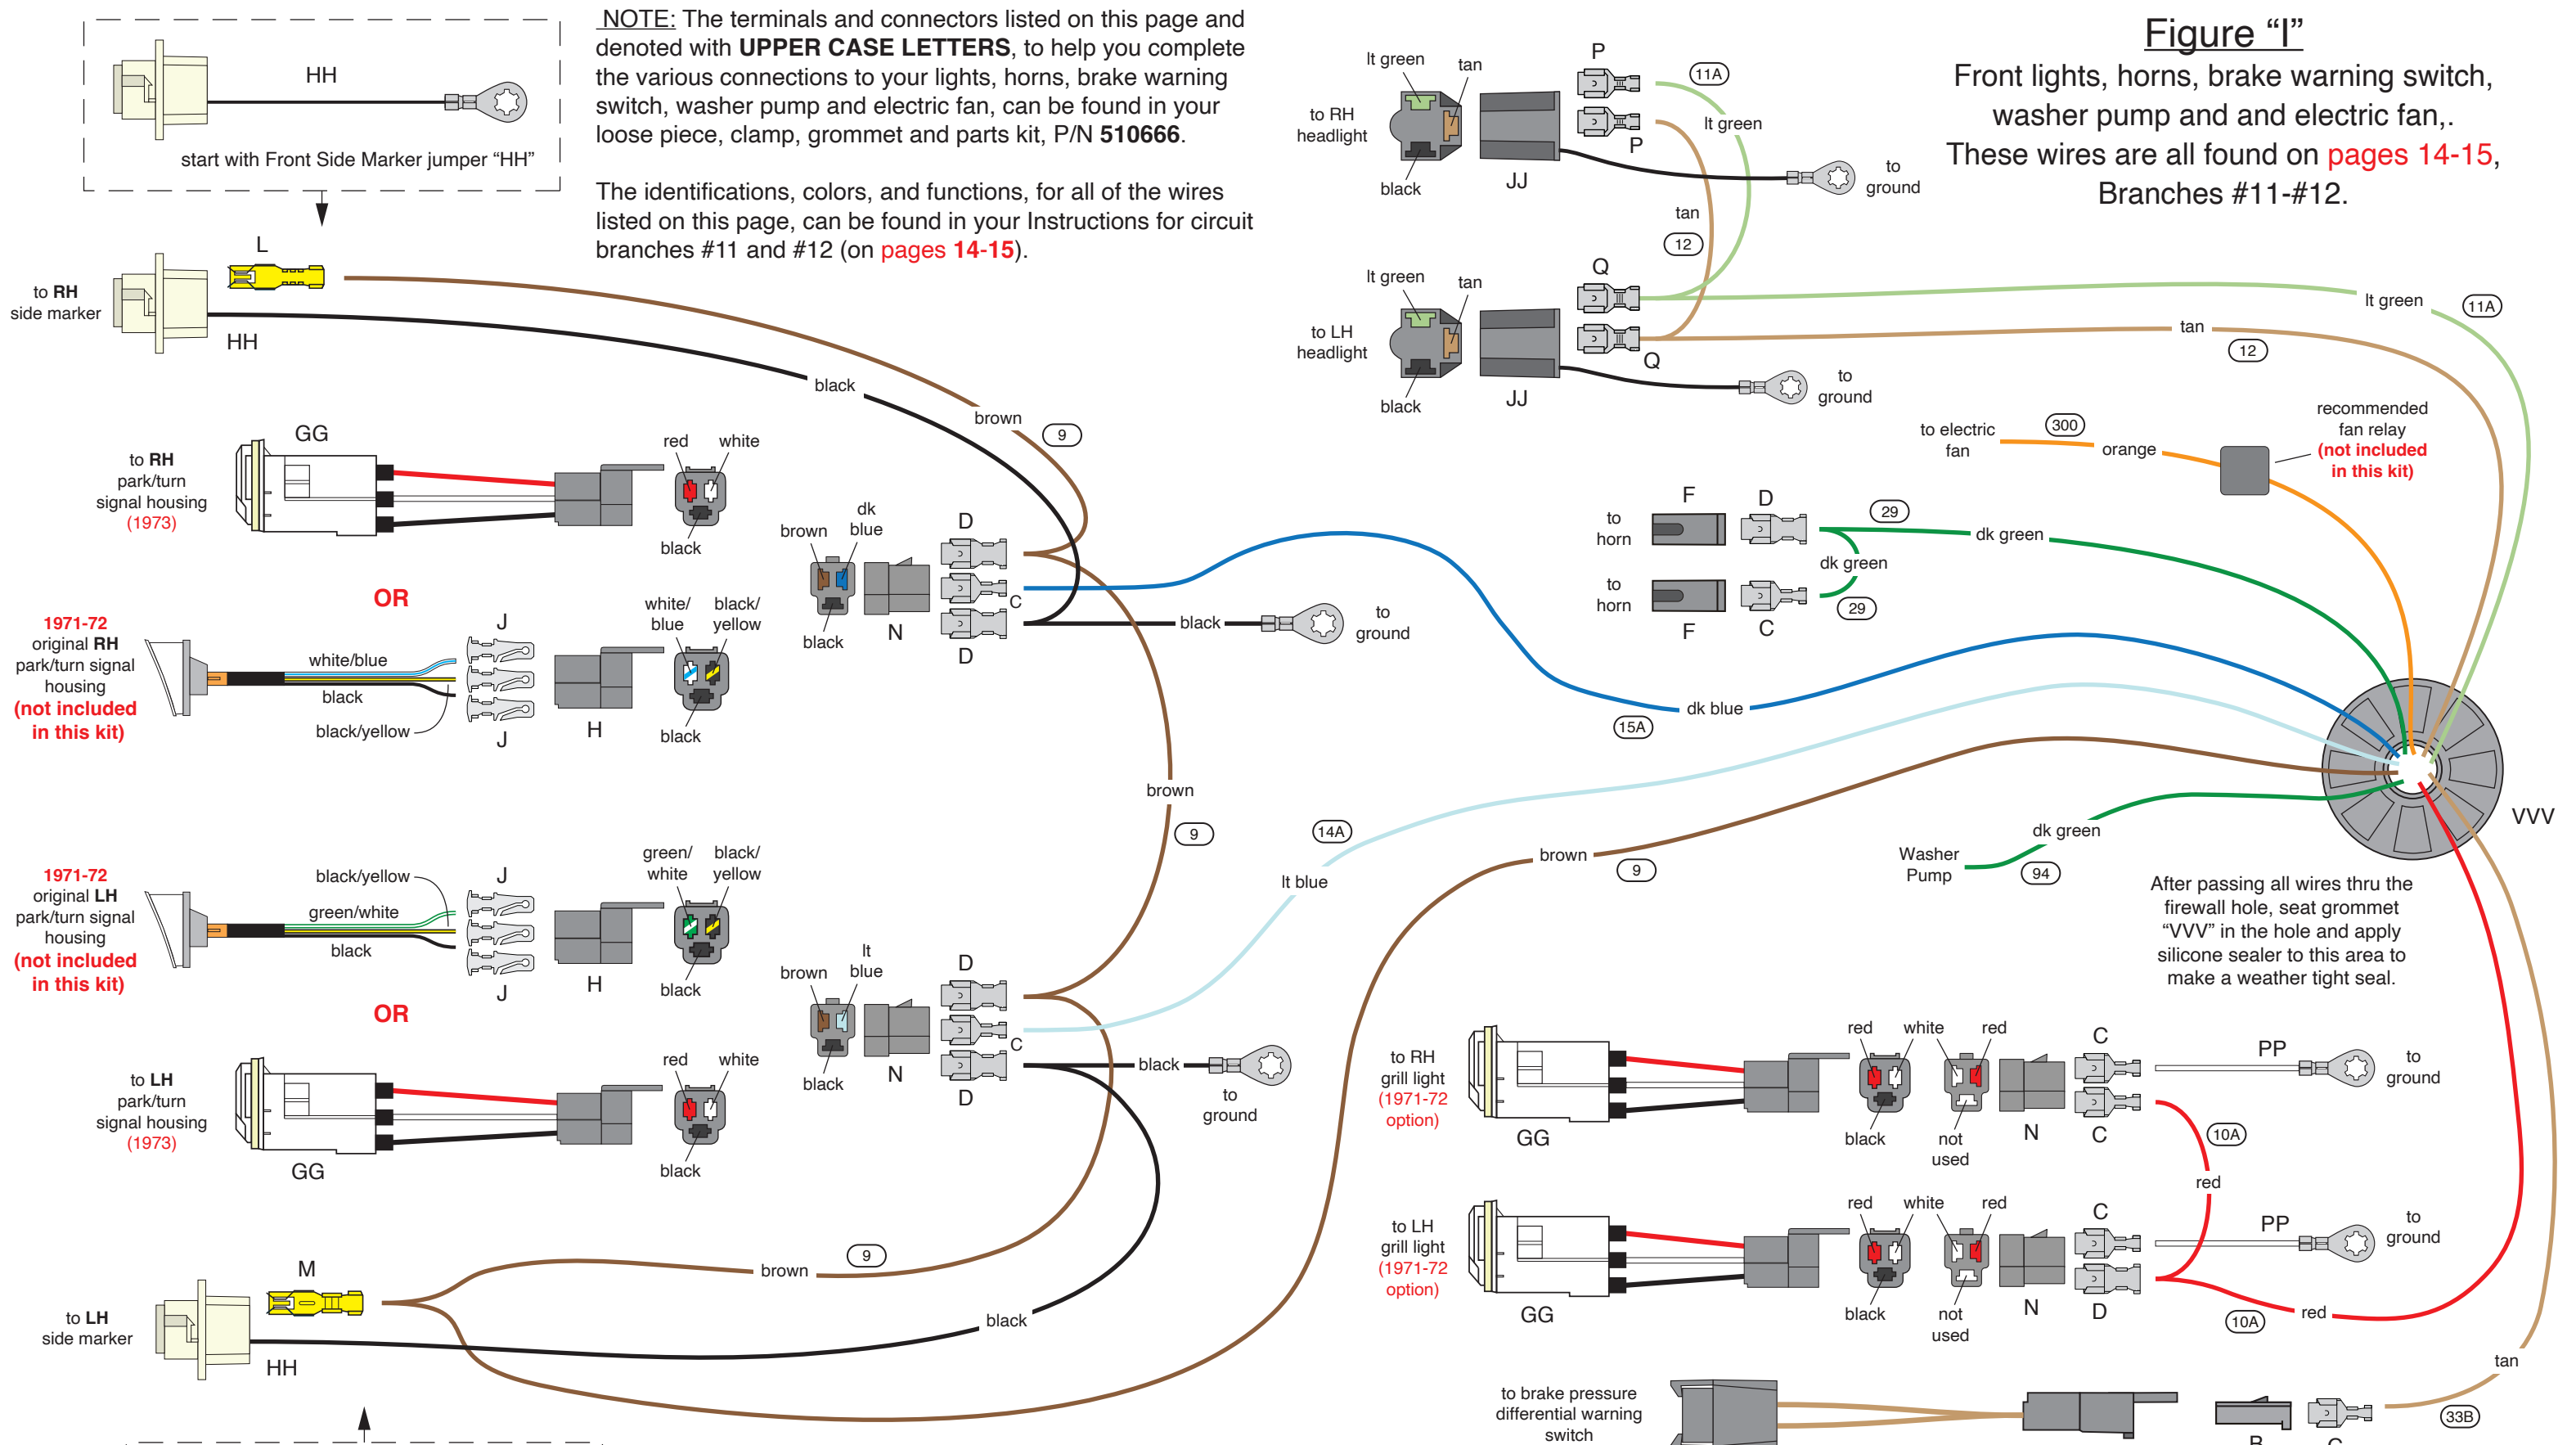 HH
start with Front Side Marker jumper “HH”
NOTE: The terminals and connectors listed on this page and
denoted with UPPER CASE LETTERS, to help you complete
the various connections to your lights, horns, brake warning
switch, washer pump and electric fan, can be found in your
loose piece, clamp, grommet and parts kit, P/N 510666.
The identifications, colors, and functions, for all of the wires
listed on this page, can be found in your Instructions for circuit
branches #11 and #12 (on pages 14-15).
Figure “I”
Front lights, horns, brake warning switch,
washer pump and and electric fan,.
These wires are all found on pages 14-15,
Branches #11-#12.
lt green
tan
to RH
headlight
black
JJ
P
P
11A
lt green
to
ground
tan
12
lt green
tan
to LH
headlight
black
JJ
Q
Q
to
ground
lt green
11A
tan
12
L
to RH
side marker
HH
black
brown
9
GG
to RH
park/turn
signal housing
(1973)
red
white
black
OR
1971-72
original RH
park/turn signal
housing
(not included
in this kit)
white/blue
black
black/yellow
J
J
H
white/
blue
black/
yellow
black
brown
dk
blue
black
N
D
C
D
black
to
ground
to electric
fan
300
orange
recommended
fan relay
(not included
in this kit)
to
horn
F
D
29
dk green
dk green
to
horn
F
C
29
15A
dk blue
brown
9
14A
lt blue
brown
9
Washer
Pump
dk green
94
VVV
After passing all wires thru the
firewall hole, seat grommet
“VVV” in the hole and apply
silicone sealer to this area to
make a weather tight seal.
1971-72
original LH
park/turn signal
housing
(not included
in this kit)
black/yellow
green/white
black
J
J
H
green/
white
black/
yellow
black
OR
to LH
park/turn
signal housing
(1973)
GG
red
white
black
brown
lt
blue
black
N
D
C
D
black
to
ground
to RH
grill light
(1971-72
option)
GG
red
white
red
black
not
used
N
C
C
PP
to
ground
10A
red
to LH
grill light
(1971-72
option)
GG
red
white
red
black
not
used
N
C
D
PP
to
ground
10A
red
M
to LH
side marker
HH
brown
9
black
tan
to brake pressure
differential warning
switch
33B